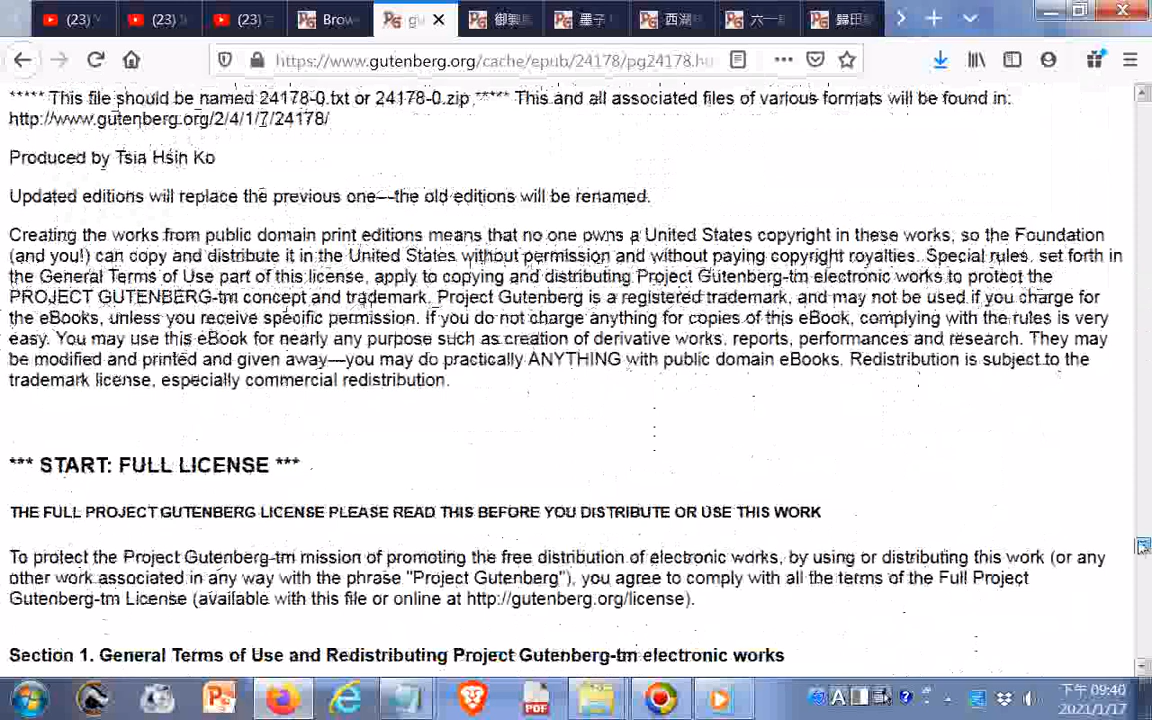 (23)
(23)
(23)
Brow
gu
御製
墨子
西湖
六一
歸田
https://www.gutenberg.org/cache/epub/24178/pg24178.h
***** This file should be named 24178-0.txt or 24178-0.zip ***** This and all associated files of various formats will be found in:
http://www.gutenberg.org/2/4/1/7/24178/
Produced by Tsia Hsin Ko
Updated editions will replace the previous one—the old editions will be renamed.
Creating the works from public domain print editions means that no one owns a United States copyright in these works, so the Foundation
(and you!) can copy and distribute it in the United States without permission and without paying copyright royalties. Special rules, set forth in
the General Terms of Use part of this license, apply to copying and distributing Project Gutenberg-tm electronic works to protect the
PROJECT GUTENBERG-tm concept and trademark. Project Gutenberg is a registered trademark, and may not be used if you charge for
the eBooks, unless you receive specific permission. If you do not charge anything for copies of this eBook, complying with the rules is very
easy. You may use this eBook for nearly any purpose such as creation of derivative works, reports, performances and research. They may
be modified and printed and given away—you may do practically ANYTHING with public domain eBooks. Redistribution is subject to the
trademark license, especially commercial redistribution.
*** START: FULL LICENSE ***
THE FULL PROJECT GUTENBERG LICENSE PLEASE READ THIS BEFORE YOU DISTRIBUTE OR USE THIS WORK
To protect the Project Gutenberg-tm mission of promoting the free distribution of electronic works, by using or distributing this work (or any
other work associated in any way with the phrase "Project Gutenberg"), you agree to comply with all the terms of the Full Project
Gutenberg-tm License (available with this file or online at http://gutenberg.org/license).
Section 1. General Terms of Use and Redistributing Project Gutenberg-tm electronic works
PDF
A
下午 09:40
2021/1/17